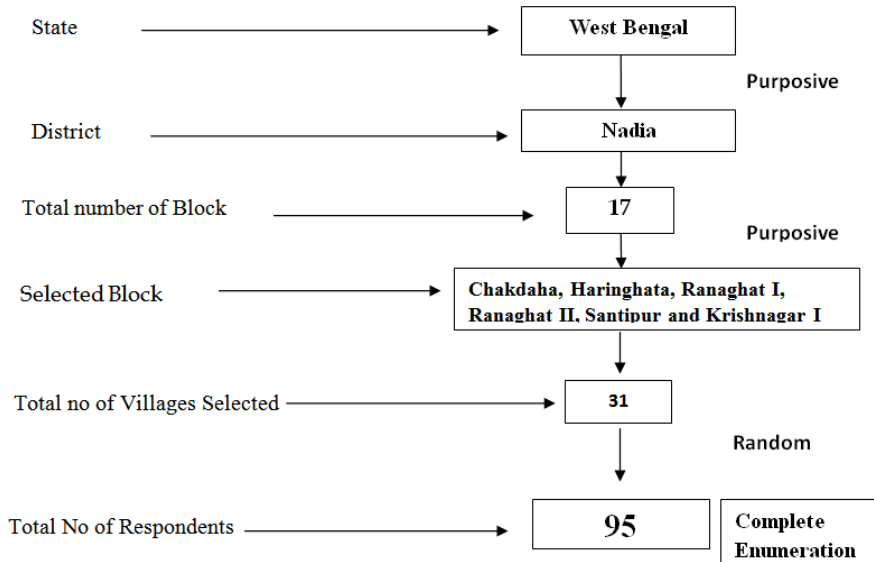 State
West Bengal
Purposive
District
Nadia
Total number of Block
17
Purposive
Selected Block
Chakdaha, Haringhata, Ranaghat I,
Ranaghat II, Santipur and Krishnagar I
Total no of Villages Selected
31
Random
Total No of Respondents
95
Complete
Enumeration